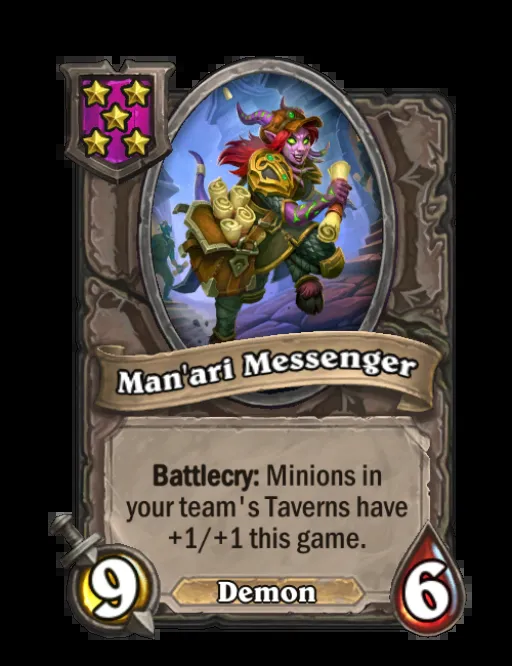 Man'ari Messenger
Battlecry: Minions in
your team's Taverns have
+1/+1 this game.
9
Demon
6